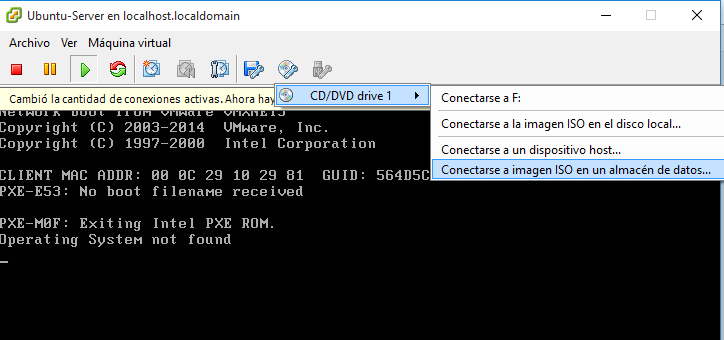 Ubuntu-Server en localhost.localdomain
Archivo Ver Máquina virtual
Cambió la cantidad de conexiones activas. Ahora hay
CD/DVD drive 1
Conectarse a F:
Conectarse a la imagen ISO en el disco local...
Conectarse a un dispositivo host...
Conectarse a imagen ISO en un almacén de datos...
Network boot from VMware VMXNET3
Copyright (C) 2003-2014 VMware, Inc.
Copyright (C) 1997-2000 Intel Corporation
CLIENT MAC ADDR: 00 0C 29 10 29 81 GUID: 564D5C
PXE-E53: No boot filename received
PXE-M0F: Exiting Intel PXE ROM.
Operating System not found